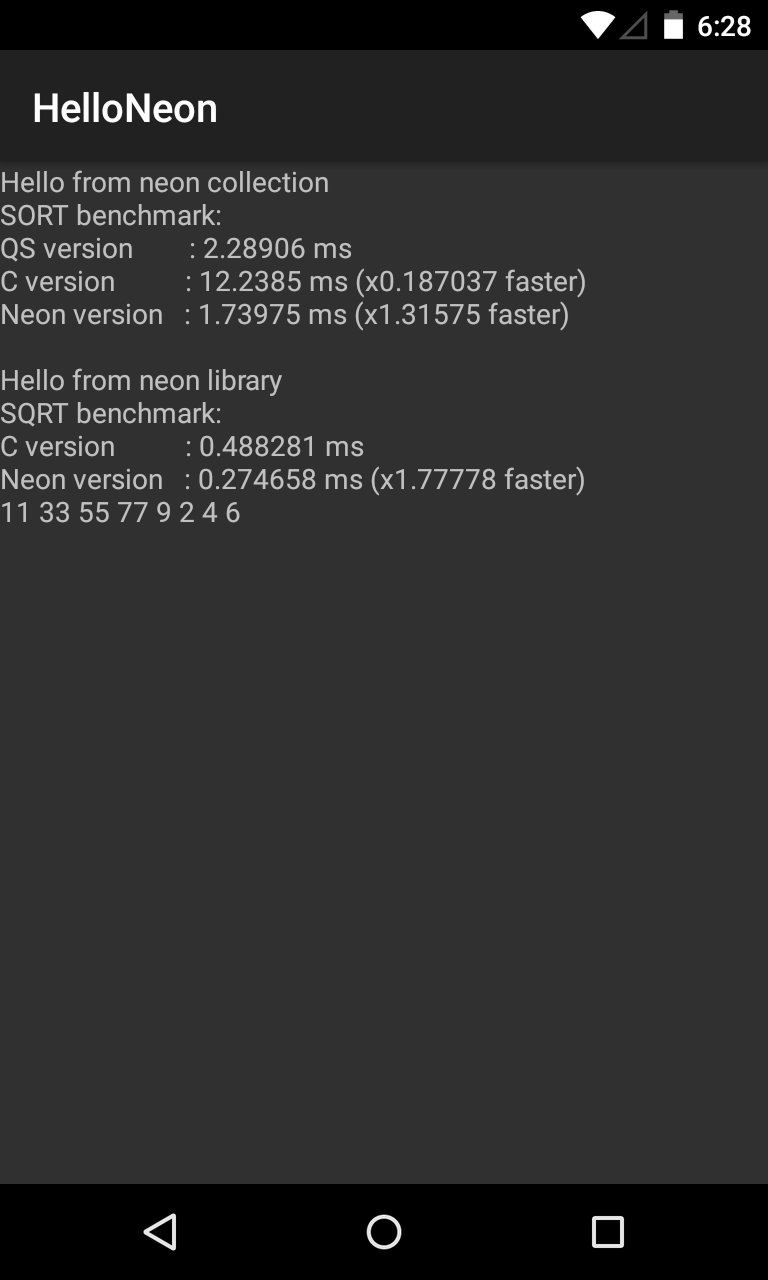 6:28
HelloNeon
Hello from neon collection
SORT benchmark:
QS version : 2.28906 ms
C version : 12.2385 ms (x0.187037 faster)
Neon version : 1.73975 ms (x1.31575 faster)
Hello from neon library
SQRT benchmark:
C version : 0.488281 ms
Neon version : 0.274658 ms (x1.77778 faster)
11 33 55 77 9 2 4 6